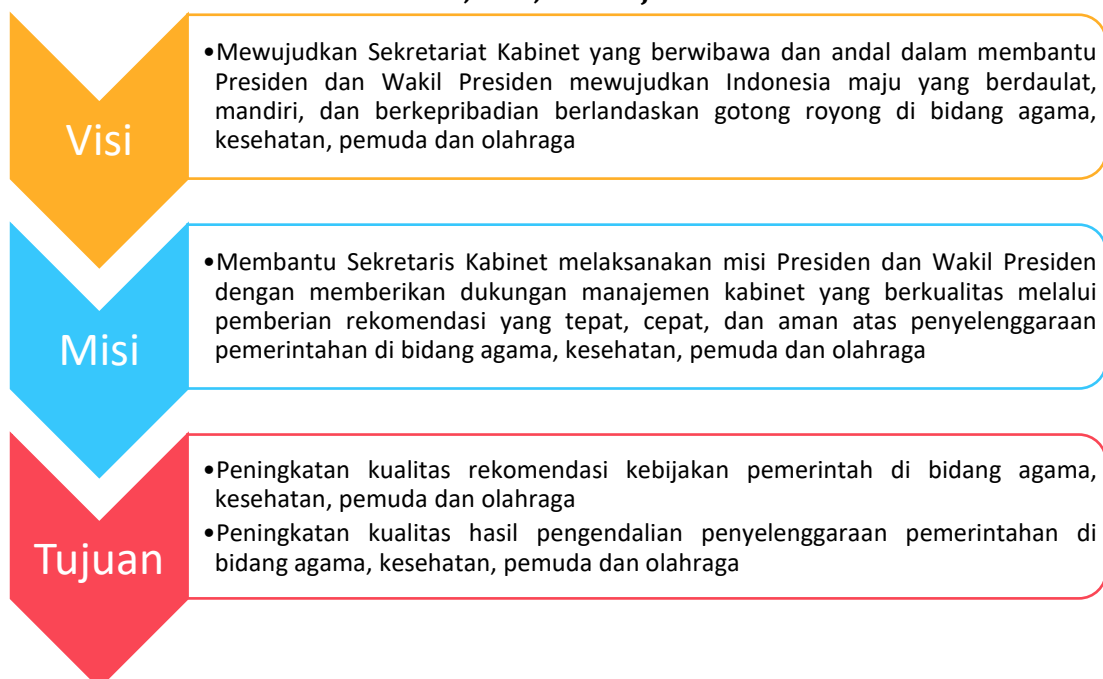 Visi
•Mewujudkan Sekretariat Kabinet yang berwibawa dan andal dalam membantu
Presiden dan Wakil Presiden mewujudkan Indonesia maju yang berdaulat,
mandiri, dan berkepribadian berlandaskan gotong royong di bidang agama,
kesehatan, pemuda dan olahraga
Misi
•Membantu Sekretaris Kabinet melaksanakan misi Presiden dan Wakil Presiden
dengan memberikan dukungan manajemen kabinet yang berkualitas melalui
pemberian rekomendasi yang tepat, cepat, dan aman atas penyelenggaraan
pemerintahan di bidang agama, kesehatan, pemuda dan olahraga
Tujuan
•Peningkatan kualitas rekomendasi kebijakan pemerintah di bidang agama,
kesehatan, pemuda dan olahraga
•Peningkatan kualitas hasil pengendalian penyelenggaraan pemerintahan di
bidang agama, kesehatan, pemuda dan olahraga